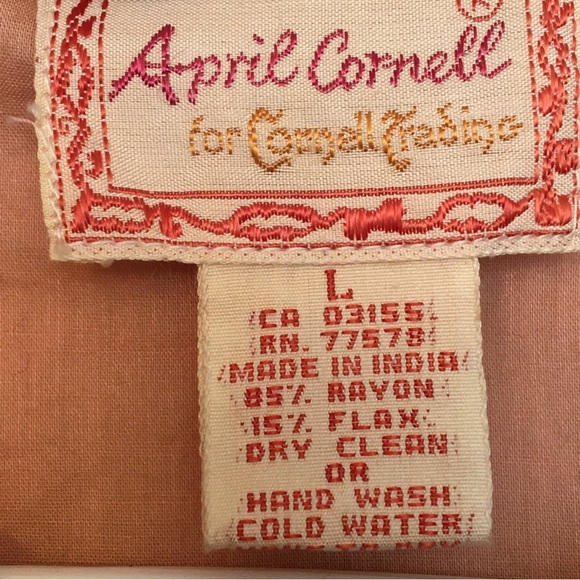 ®
April Cornell
for Cornell Trading
L
CA 03155
RN. 77578
MADE IN INDIA
85% RAYON
15% FLAX
DRY CLEAN
OR
HAND WASH
COLD WATER